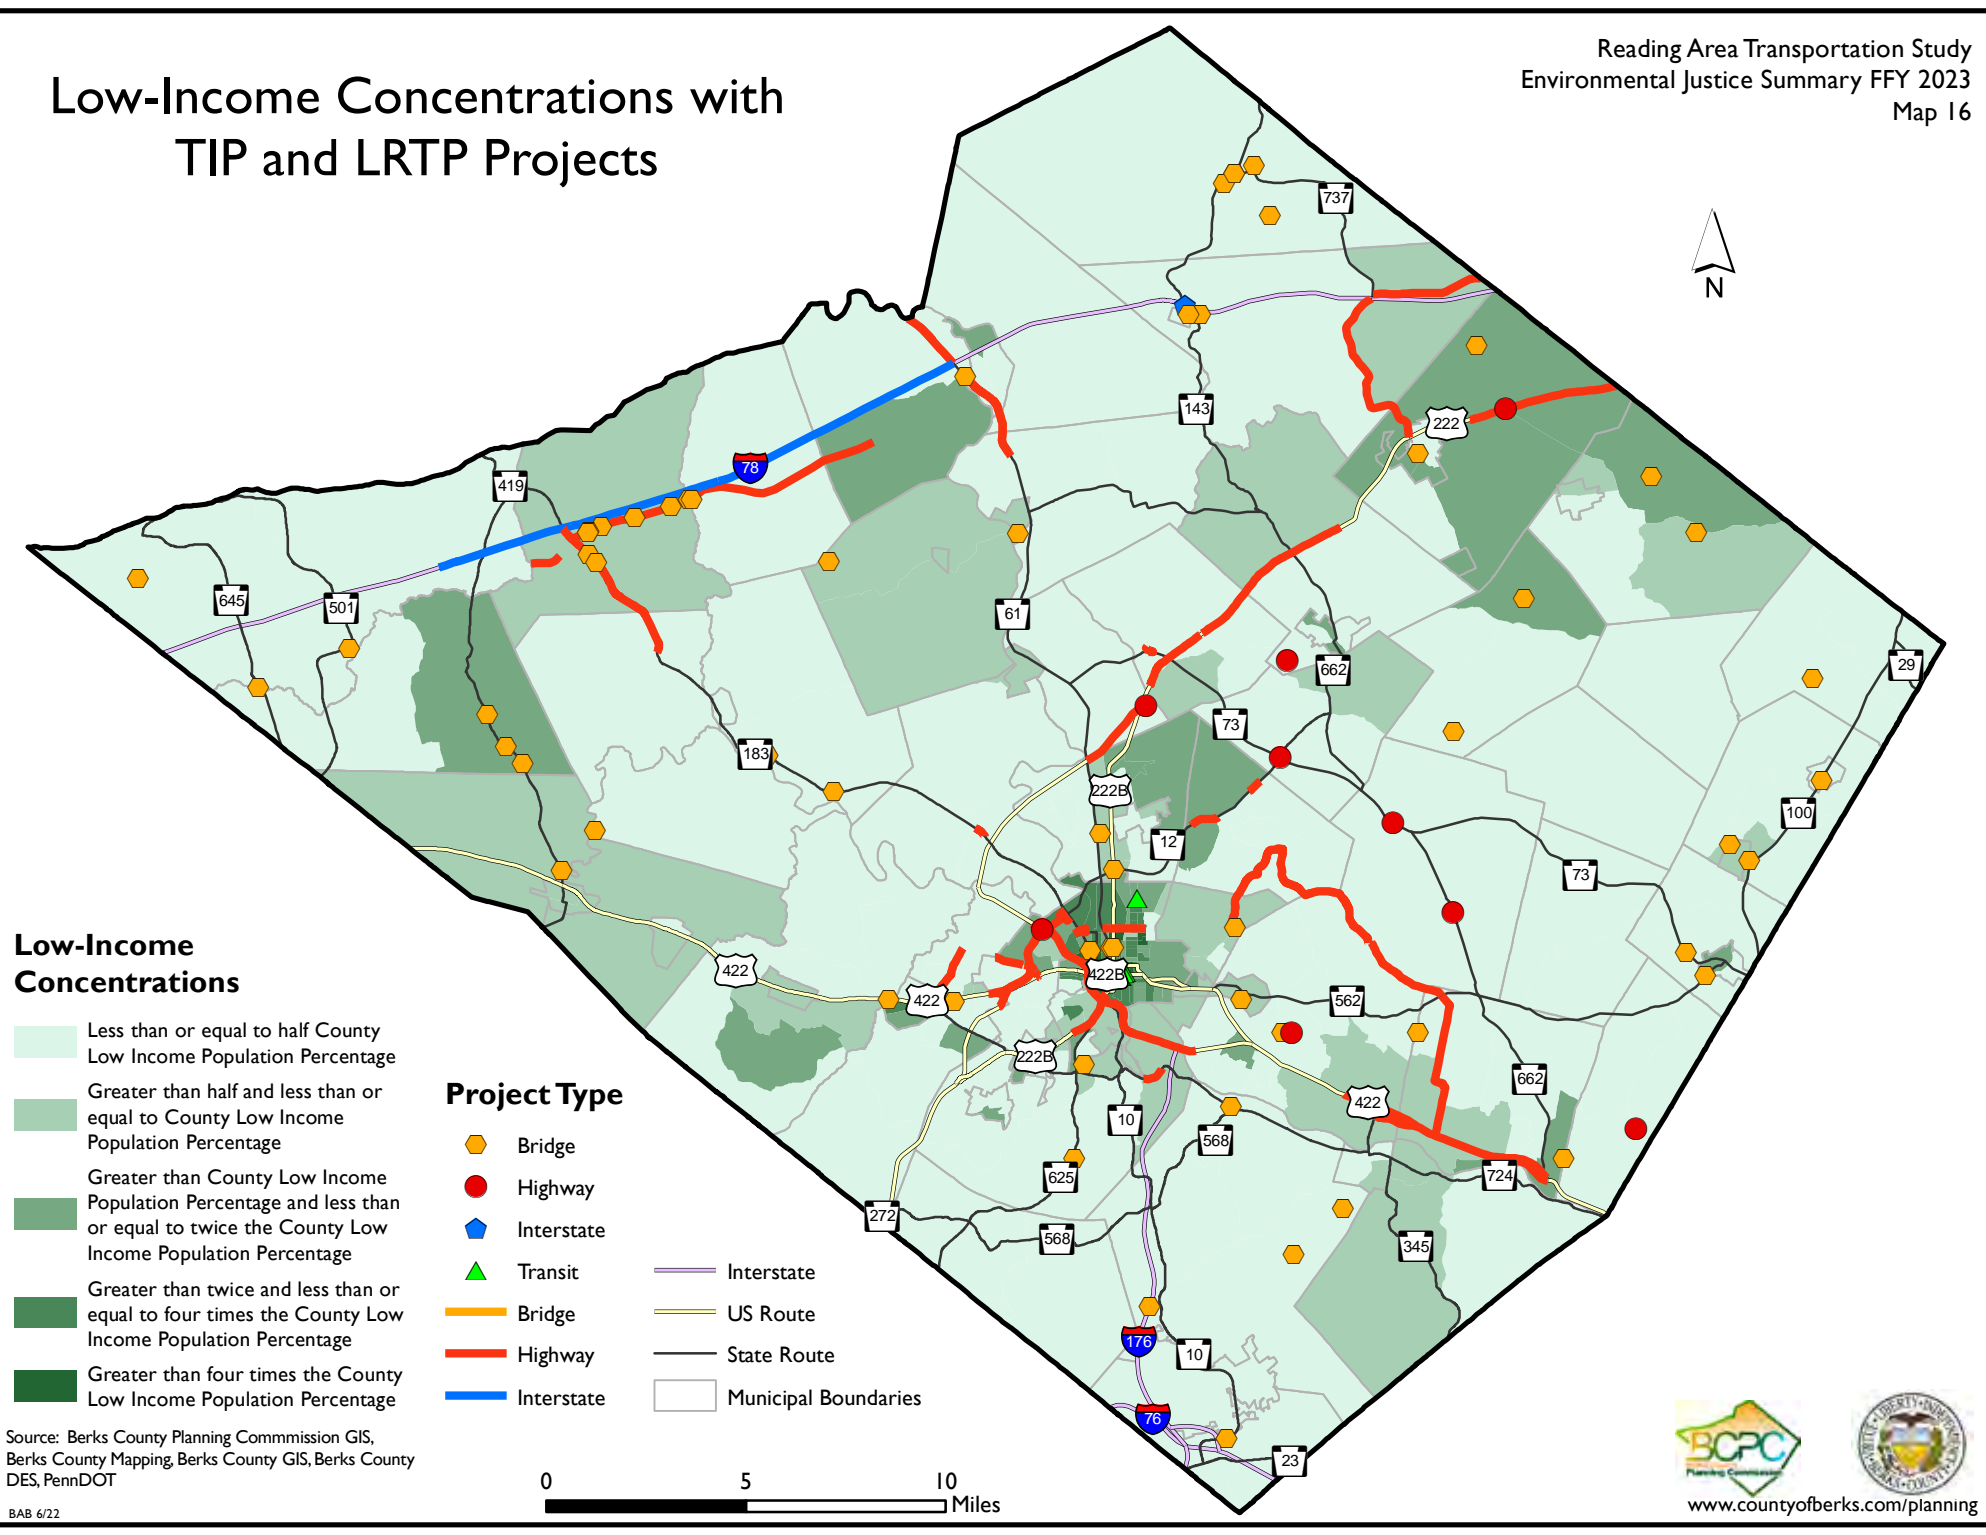 Low-Income Concentrations with
TIP and LRTP Projects
Reading Area Transportation Study
Environmental Justice Summary FFY 2023
Map 16
N
737
143
222
78
419
645
501
61
662
29
73
183
222B
12
100
73
422
422
422B
562
222B
422
662
10
568
724
625
272
568
345
176
10
76
23
Low-Income
Concentrations
Less than or equal to half County
Low Income Population Percentage
Greater than half and less than or
equal to County Low Income
Population Percentage
Greater than County Low Income
Population Percentage and less than
or equal to twice the County Low
Income Population Percentage
Greater than twice and less than or
equal to four times the County Low
Income Population Percentage
Greater than four times the County
Low Income Population Percentage
Project Type
Bridge
Highway
Interstate
Transit
Bridge
Highway
Interstate
Interstate
US Route
State Route
Municipal Boundaries
Source: Berks County Planning Commmission GIS,
Berks County Mapping, Berks County GIS, Berks County
DES, PennDOT
BAB 6/22
0 5 10
Miles
BCPC
Planning Commission
www.countyofberks.com/planning